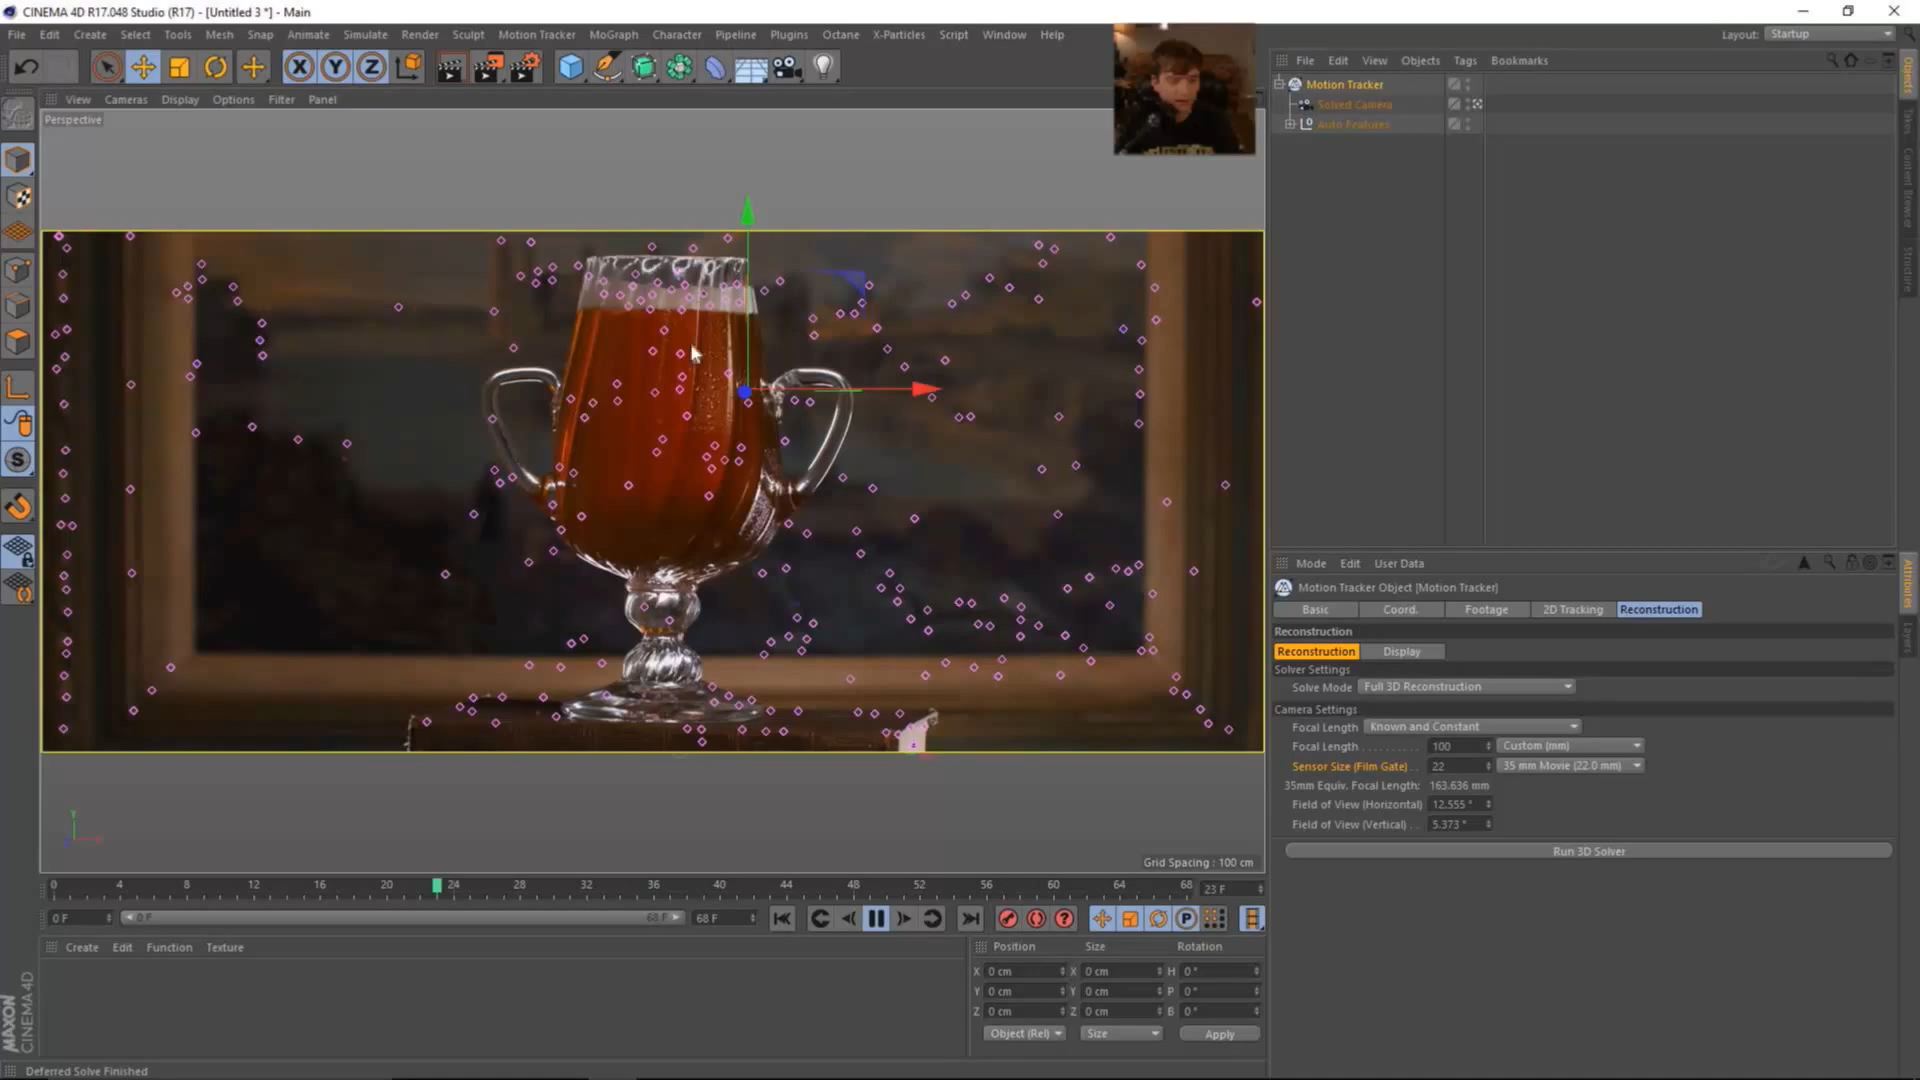 CINEMA 4D R17.048 Studio (R17) - [Untitled 3 *] - Main
File Edit Create Select Tools Mesh Snap Animate Simulate Render Sculpt Motion Tracker MoGraph Character Pipeline Plugins Octane X-Particles Script Window Help
Layout: Startup
X Y Z
File Edit View Objects Tags Bookmarks
View Cameras Display Options Filter Panel
Perspective
Motion Tracker
Solved Camera
Auto Features
Objects
Takes
Content Browser
Structure
Mode Edit User Data
Motion Tracker Object [Motion Tracker]
Basic Coord. Footage 2D Tracking Reconstruction
Reconstruction
Reconstruction Display
Solver Settings
Solve Mode Full 3D Reconstruction
Camera Settings
Focal Length Known and Constant
Focal Length 100 Custom (mm)
Sensor Size (Film Gate) 22 35 mm Movie (22.0 mm)
35mm Equiv. Focal Length: 163.636 mm
Field of View (Horizontal) 12.555 °
Field of View (Vertical) 5.373 °
Run 3D Solver
Attributes
Layers
Y
Grid Spacing : 100 cm
0 4 8 12 16 20 24 28 32 36 40 44 48 52 56 60 64 68 23 F
0 F 0 F 68 F 68 F
P
Create Edit Function Texture
Position Size Rotation
X 0 cm X 0 cm H 0 °
Y 0 cm Y 0 cm P 0 °
Z 0 cm Z 0 cm B 0 °
Object (Rel) Size Apply
MAXON
CINEMA 4D
Deferred Solve Finished